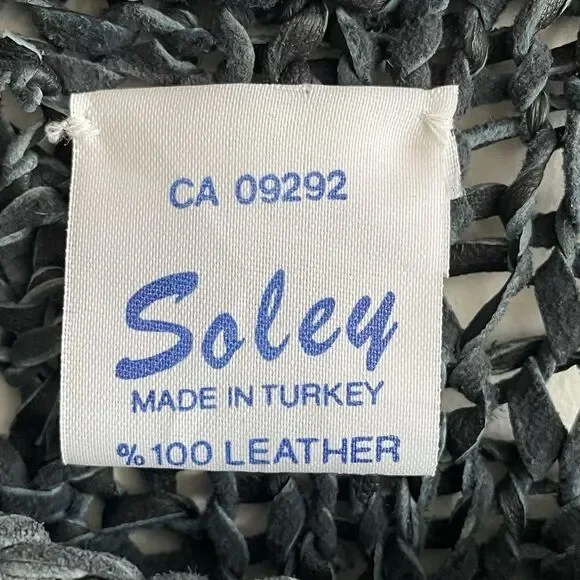 CA 09292
Soley
MADE IN TURKEY
% 100 LEATHER